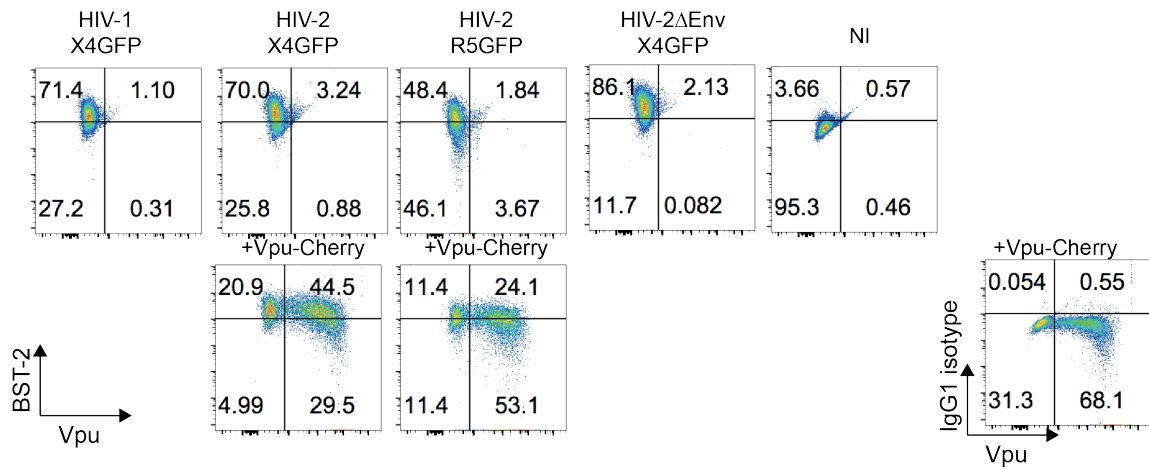 HIV-1
X4GFP
HIV-2
X4GFP
HIV-2
R5GFP
HIV-2ΔEnv
X4GFP
NI
71.4 1.10
27.2 0.31
70.0 3.24
25.8 0.88
48.4 1.84
46.1 3.67
86.1 2.13
11.7 0.082
3.66 0.57
95.3 0.46
+Vpu-Cherry
20.9 44.5
4.99 29.5
+Vpu-Cherry
11.4 24.1
11.4 53.1
+Vpu-Cherry
0.054 0.55
31.3 68.1
BST-2
Vpu
IgG1 isotype
Vpu